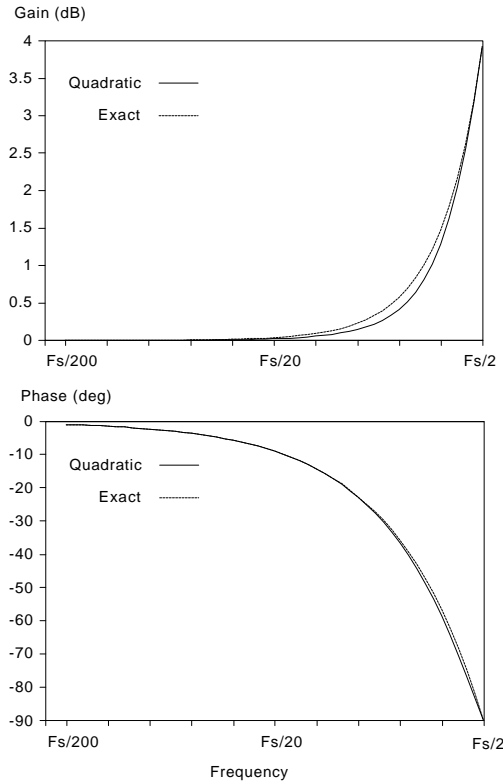 Gain (dB)
4
Quadratic
3.5
Exact
3
2.5
2
1.5
1
0.5
0
Fs/200
Fs/20
Fs/2
Phase (deg)
0
-10
Quadratic
-20
Exact
-30
-40
-50
-60
-70
-80
-90
Fs/200
Fs/20
Fs/2
Frequency